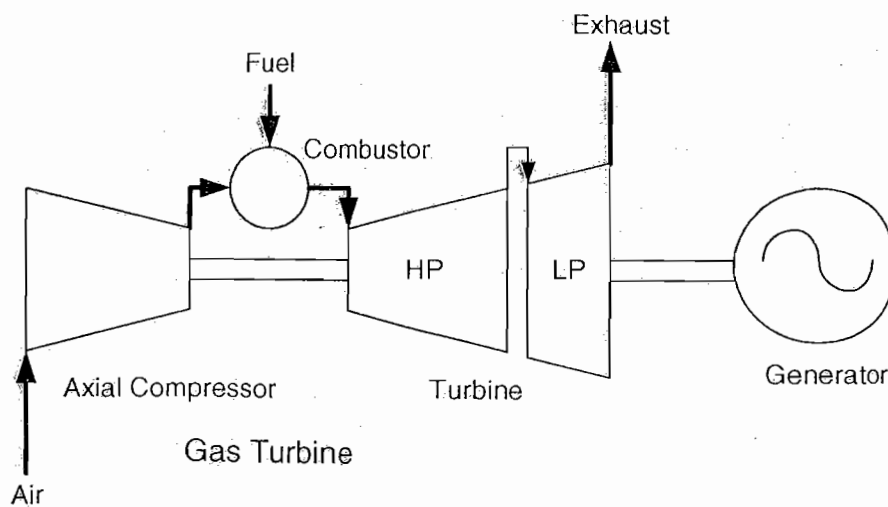 Exhaust
Fuel
Combustor
HP
LP
Axial Compressor
Turbine
Generator
Gas Turbine
Air